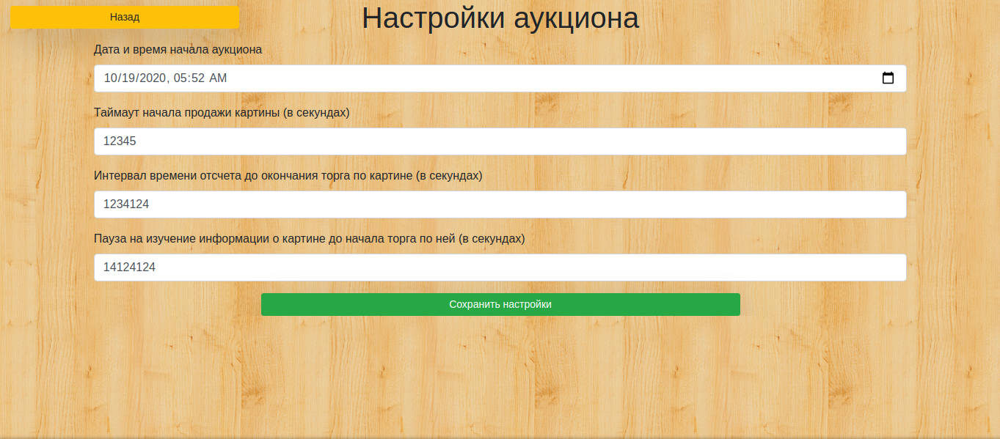 Назад
Настройки аукциона
Дата и время начала аукциона
10/19/2020, 05:52 AM
Таймаут начала продажи картины (в секундах)
12345
Интервал времени отсчета до окончания торга по картине (в секундах)
1234124
Пауза на изучение информации о картине до начала торга по ней (в секундах)
14124124
Сохранить настройки